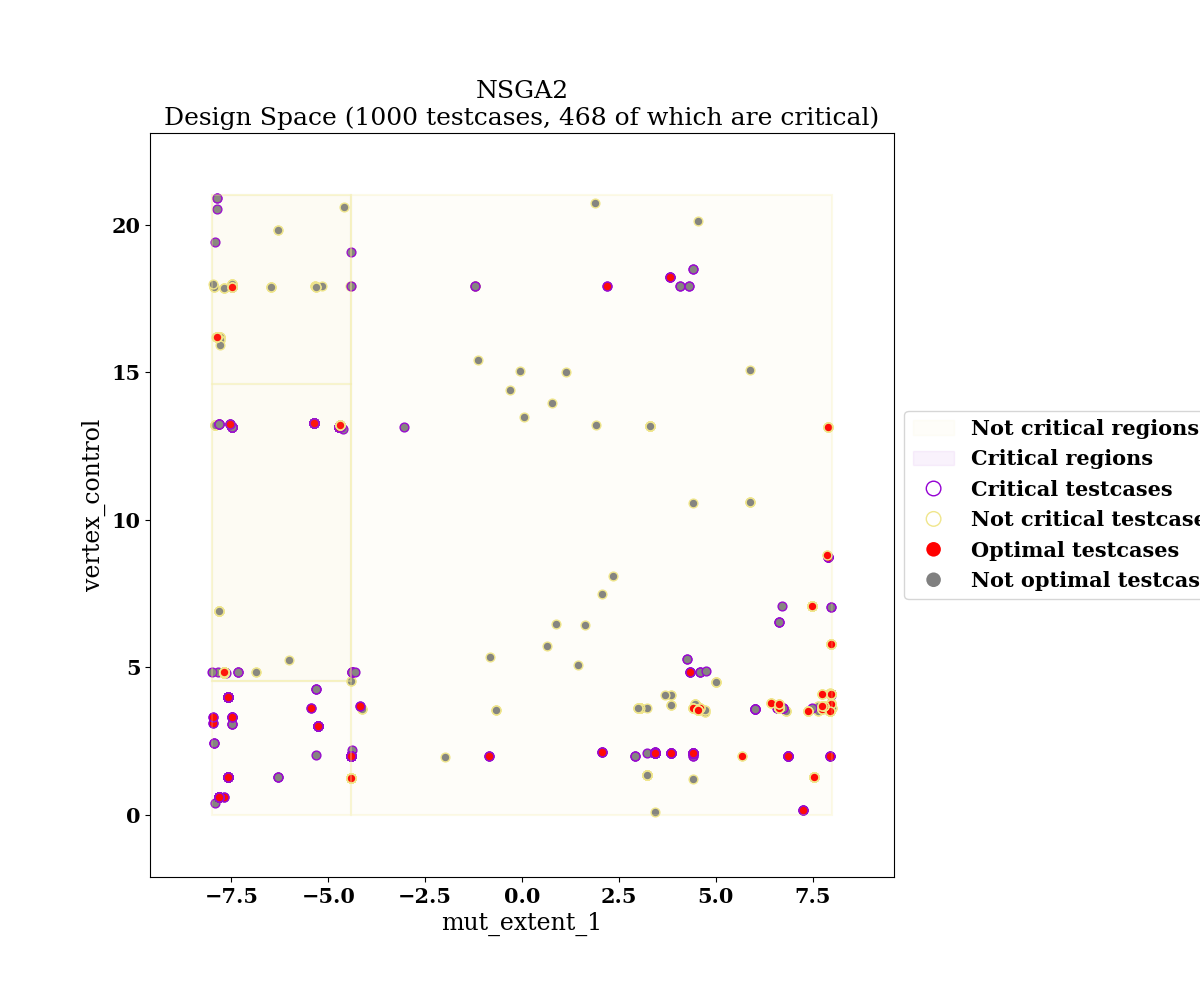 NSGA2
Design Space (1000 testcases, 468 of which are critical)
20
15
10
5
0
vertex_control
−7.5 −5.0 −2.5 0.0 2.5 5.0 7.5
mut_extent_1
Not critical regions
Critical regions
Critical testcases
Not critical testcase
Optimal testcases
Not optimal testcas